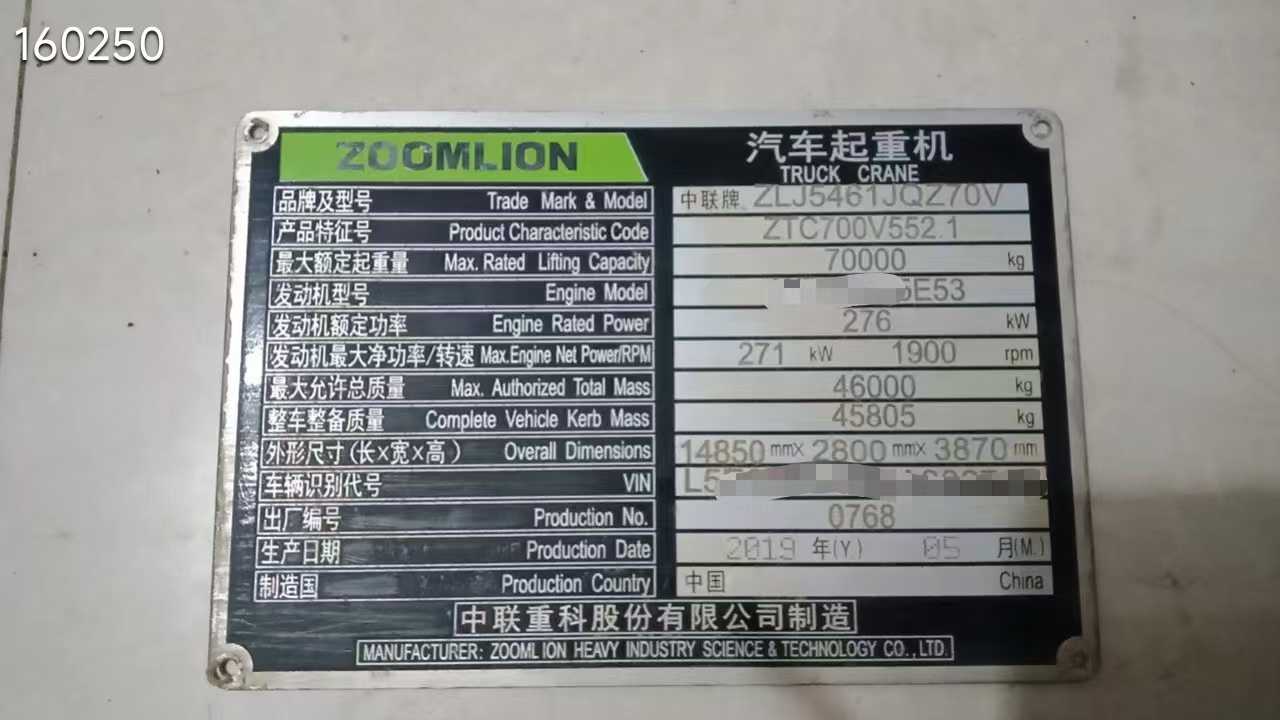 160250
ZOOMLION
汽车起重机
TRUCK CRANE
品牌及型号 Trade Mark & Model 中联牌 ZLJ5461JQZ70V
产品特征号 Product Characteristic Code ZTC700V552.1
最大额定起重量 Max. Rated Lifting Capacity 70000 kg
发动机型号 Engine Model 5E53
发动机额定功率 Engine Rated Power 276 kW
发动机最大净功率/转速 Max. Engine Net Power/RPM 271 kW 1900 rpm
最大允许总质量 Max. Authorized Total Mass 46000 kg
整车整备质量 Complete Vehicle Kerb Mass 45805 kg
外形尺寸(长×宽×高) Overall Dimensions 14850 mm× 2800 mm× 3870 mm
车辆识别代号 VIN L5
出厂编号 Production No. 0768
生产日期 Production Date 2019 年(Y) 05 月(M.)
制造国 Production Country 中国 China
中联重科股份有限公司制造
MANUFACTURER: ZOOMLION HEAVY INDUSTRY SCIENCE & TECHNOLOGY CO.,LTD.